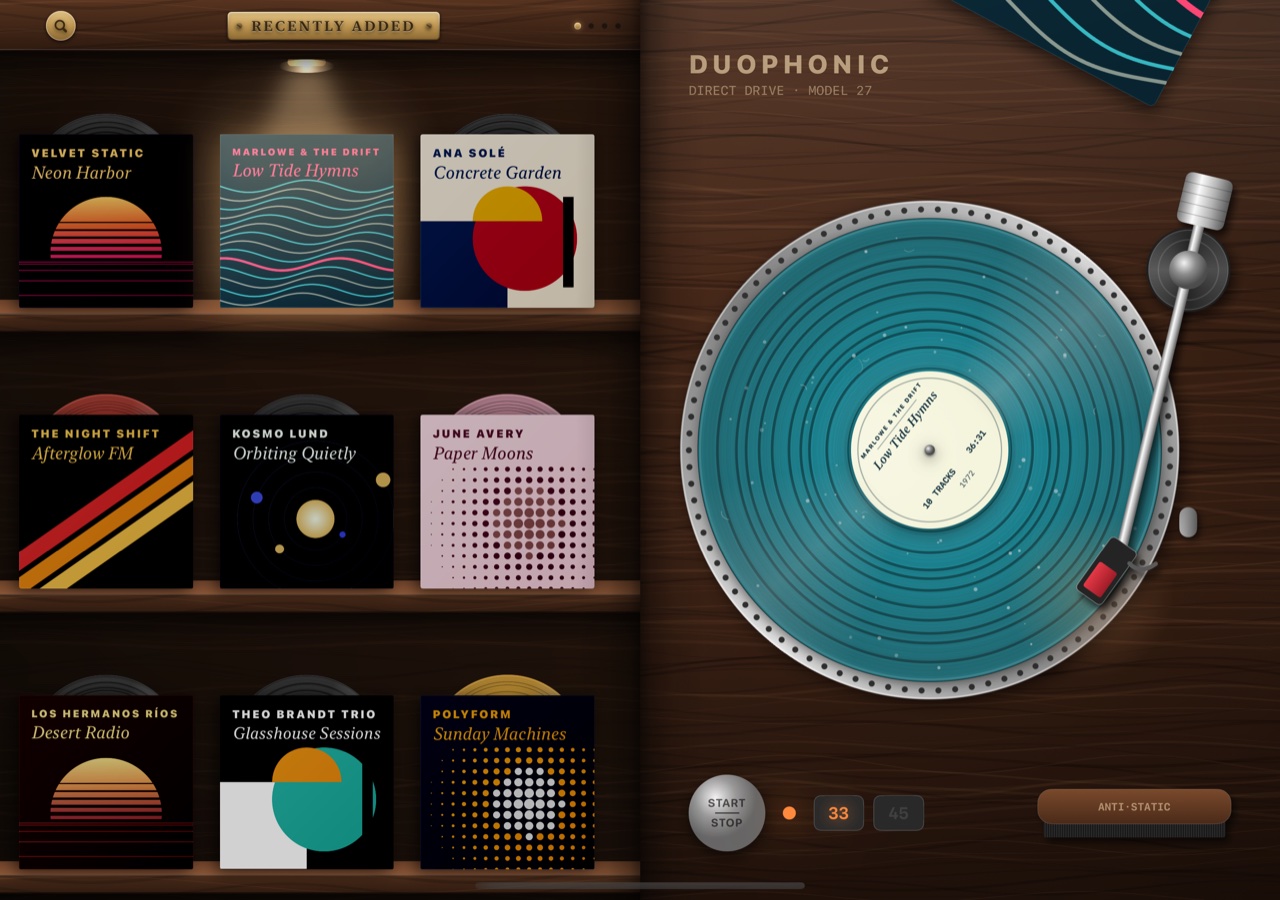 RECENTLY ADDED
VELVET STATIC
Neon Harbor
MARLOWE & THE DRIFT
Low Tide Hymns
ANA SOLÉ
Concrete Garden
THE NIGHT SHIFT
Afterglow FM
KOSMO LUND
Orbiting Quietly
JUNE AVERY
Paper Moons
LOS HERMANOS RÍOS
Desert Radio
THEO BRANDT TRIO
Glasshouse Sessions
POLYFORM
Sunday Machines
DUOPHONIC
DIRECT DRIVE · MODEL 27
MARLOWE & THE DRIFT
Low Tide Hymns
10 TRACKS 36:31
1972
START
STOP
33
45
ANTI·STATIC